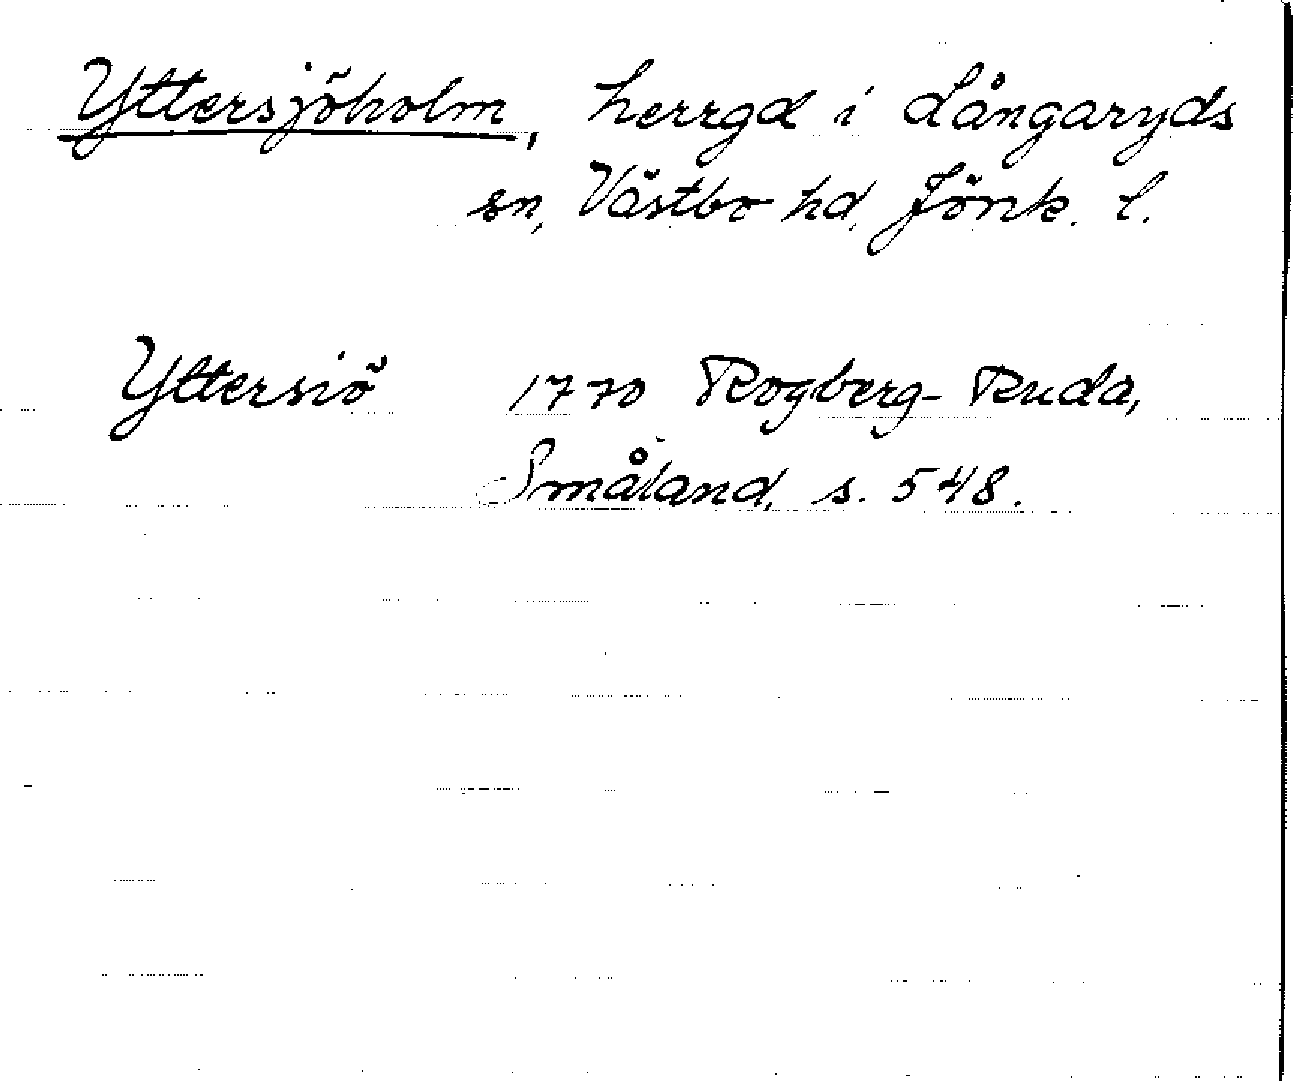 Yttersjöholm, herrgd i Långaryds
sn, Västbo hd, Jönk. l.
Yttersiö 1770 Rogberg-Ruda,
Småland, s. 548.